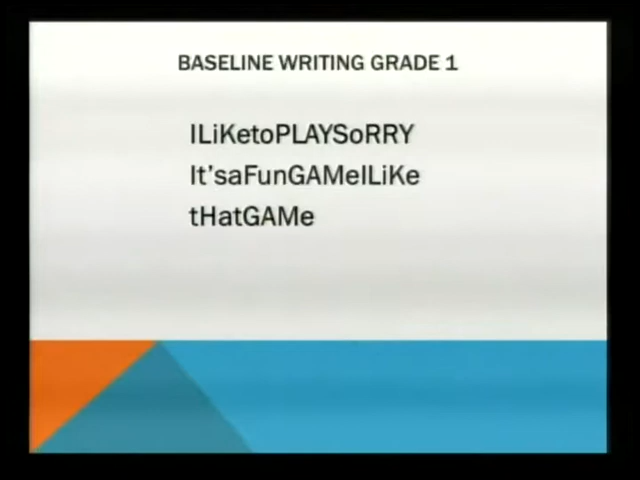 BASELINE WRITING GRADE 1
ILiKetoPLAYSoRRY
It'saFunGAMeILiKe
tHatGAMe